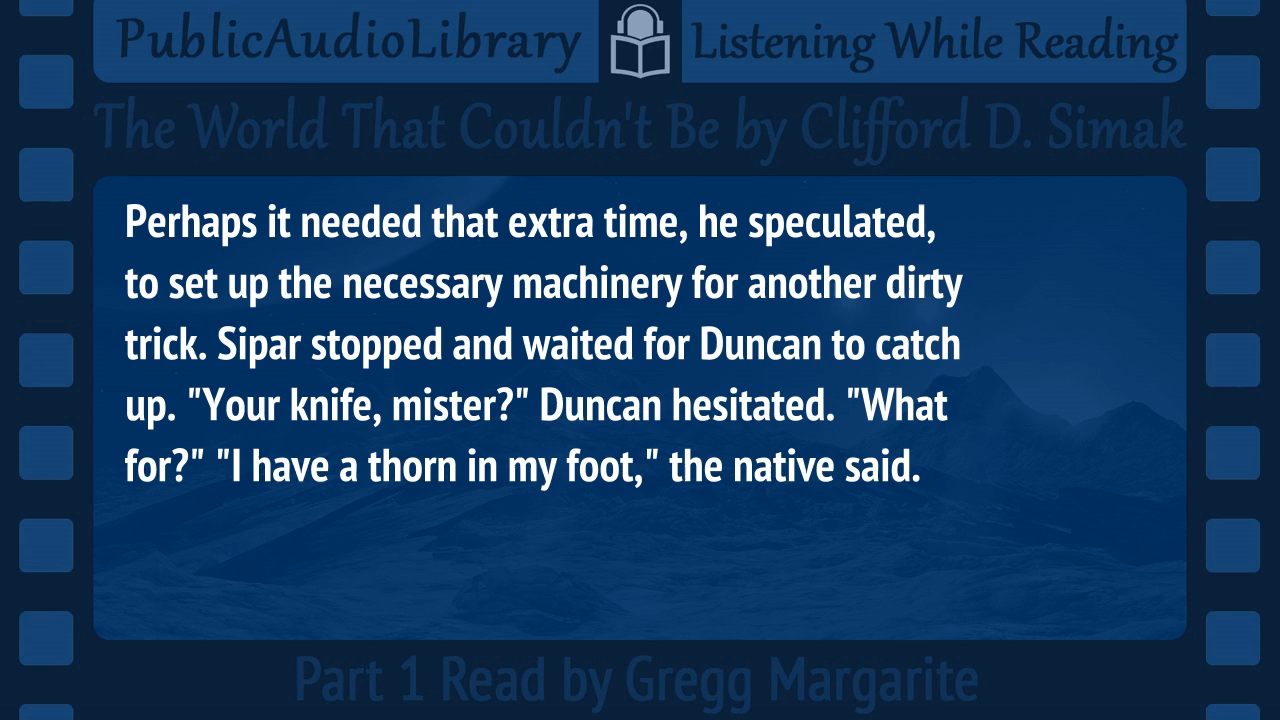 PublicAudioLibrary Listening While Reading
The World That Couldn't Be by Clifford D. Simak
Perhaps it needed that extra time, he speculated,
to set up the necessary machinery for another dirty
trick. Sipar stopped and waited for Duncan to catch
up. "Your knife, mister?" Duncan hesitated. "What
for?" "I have a thorn in my foot," the native said.
Part 1 Read by Gregg Margarite